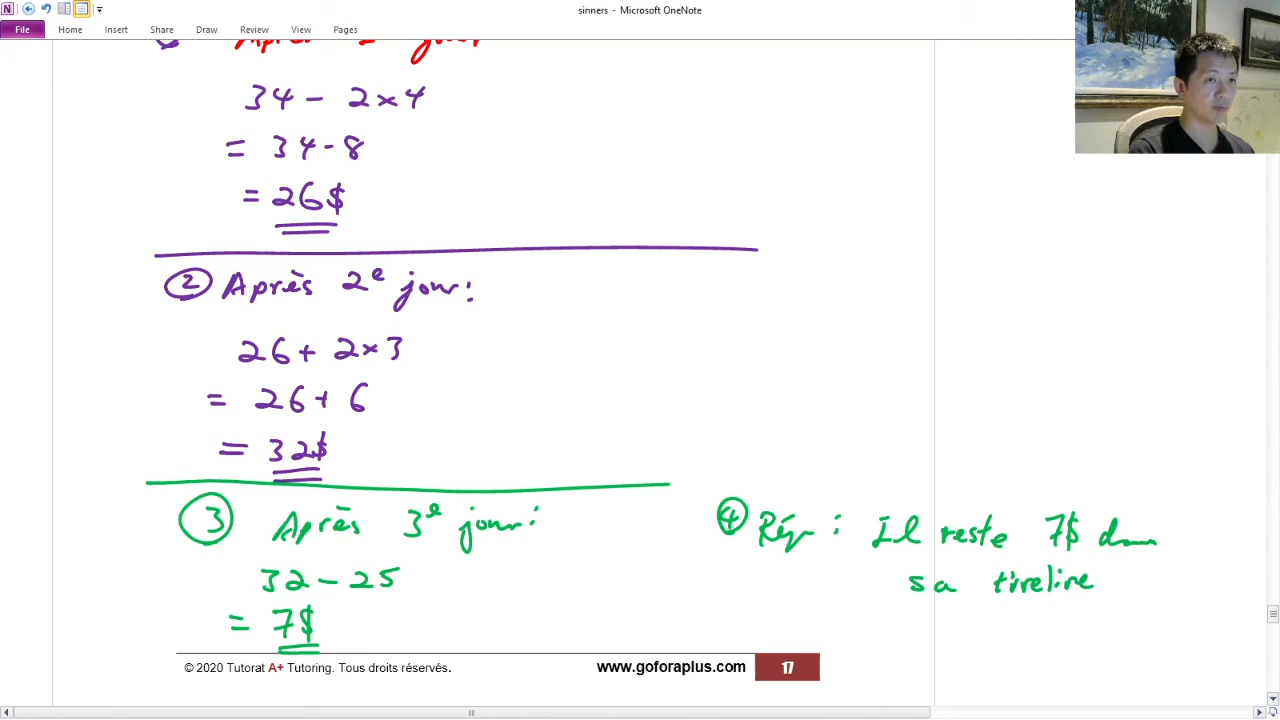 sinners - Microsoft OneNote
File Home Insert Share Draw Review View Pages
Après jour
34 - 2×4
= 34-8
= 26$
② Après 2e jour:
26+ 2×3
= 26+ 6
= 32$
③ Après 3e jour:
32 - 25
= 7$
④ Rép : Il reste 7$ dans
sa tirelire
© 2020 Tutorat A+ Tutoring. Tous droits réservés.
www.goforaplus.com
17